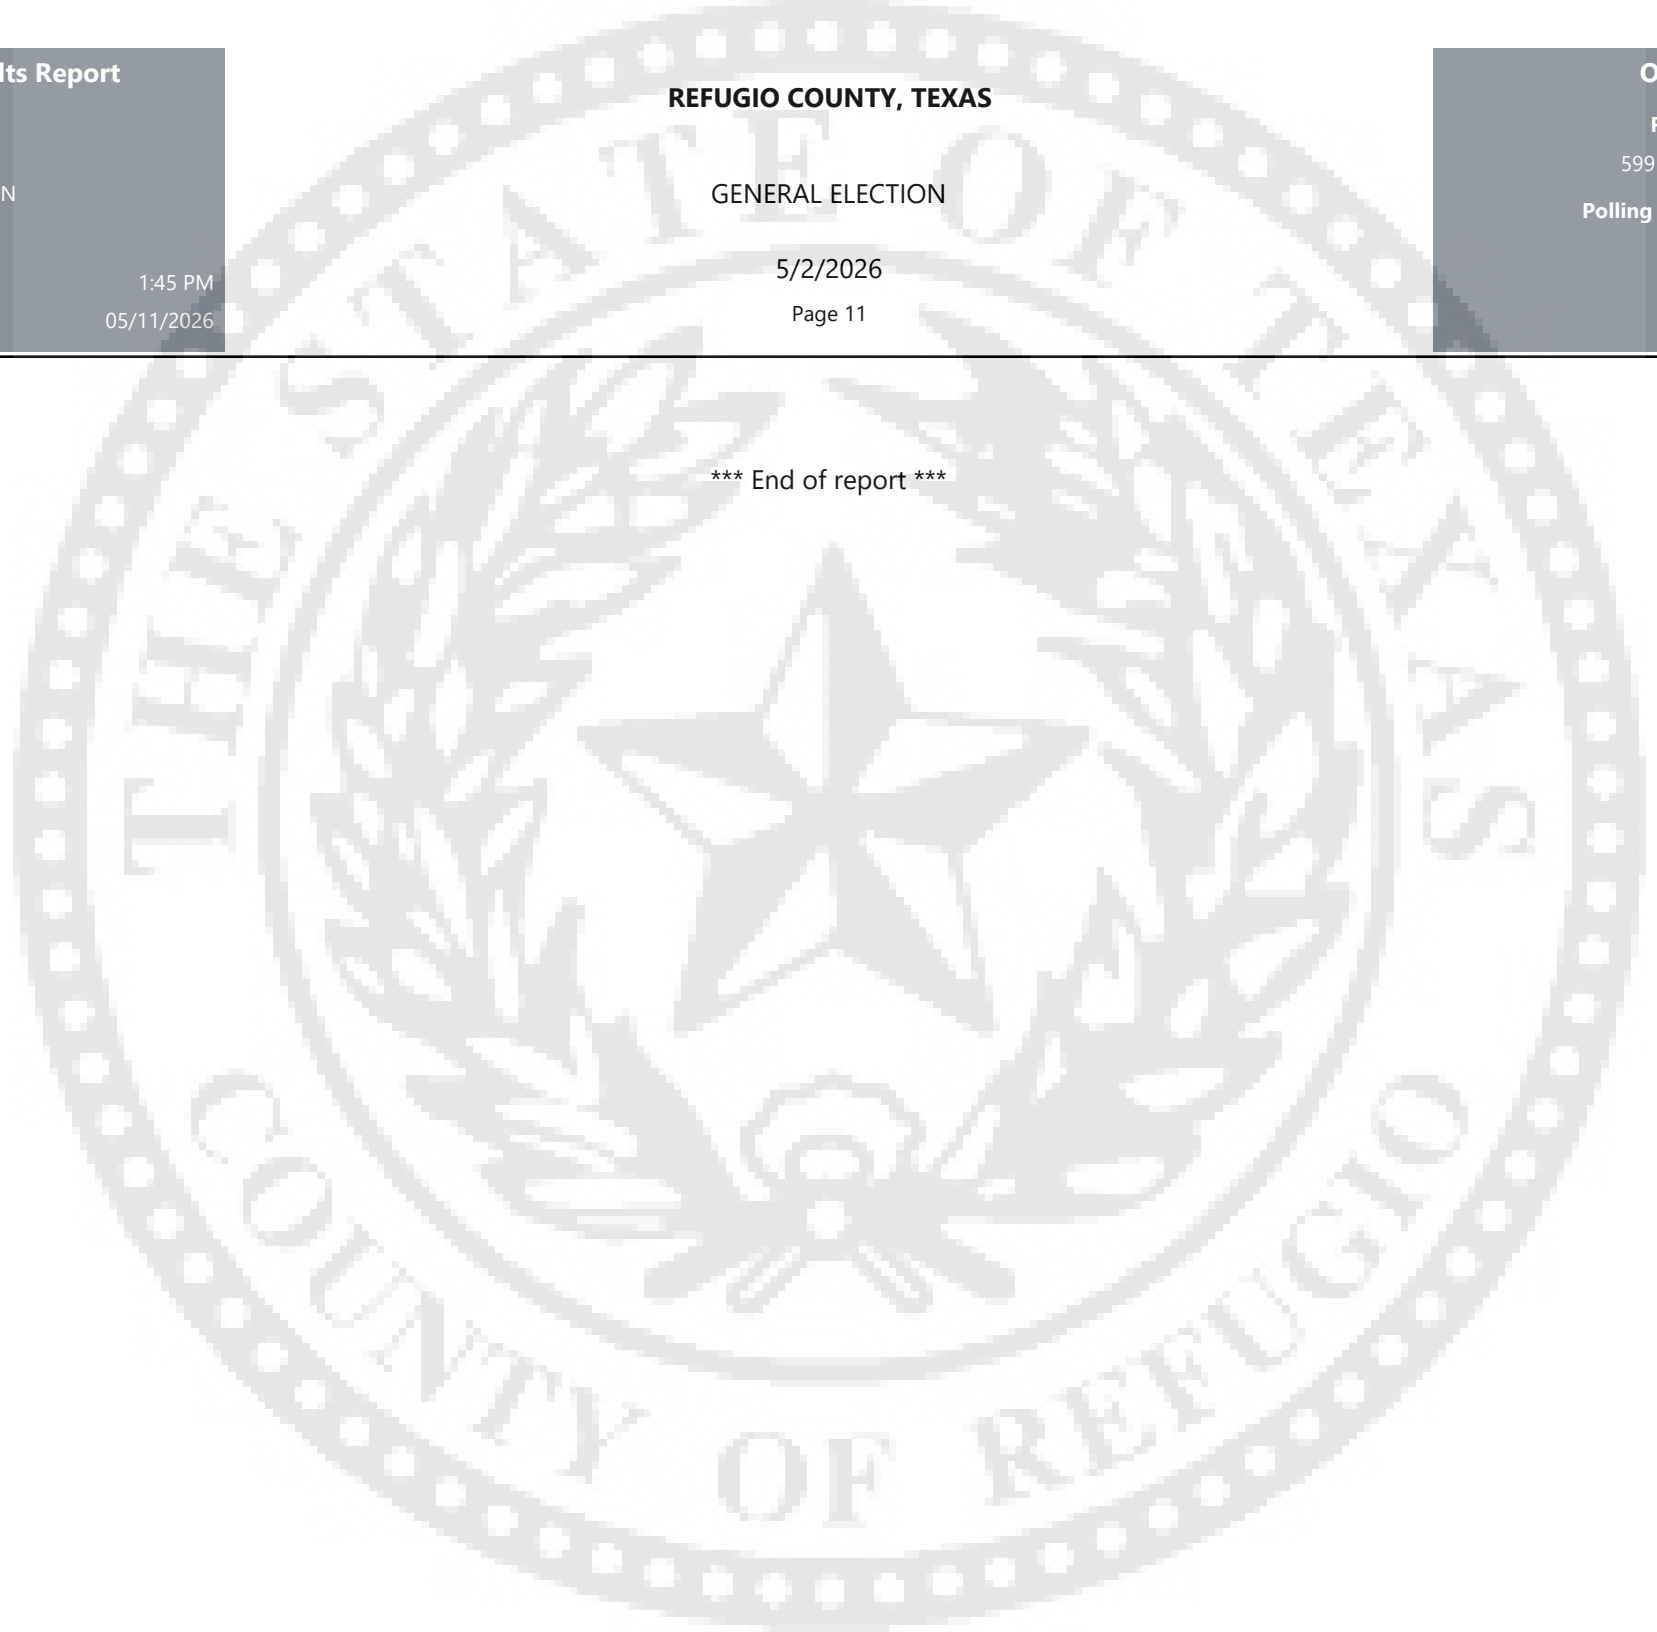 lts Report
N
1:45 PM
05/11/2026
REFUGIO COUNTY, TEXAS
GENERAL ELECTION
5/2/2026
Page 11
O
599
Polling
*** End of report ***
THE STATE OF TEXAS
COUNTY OF REFUGIO